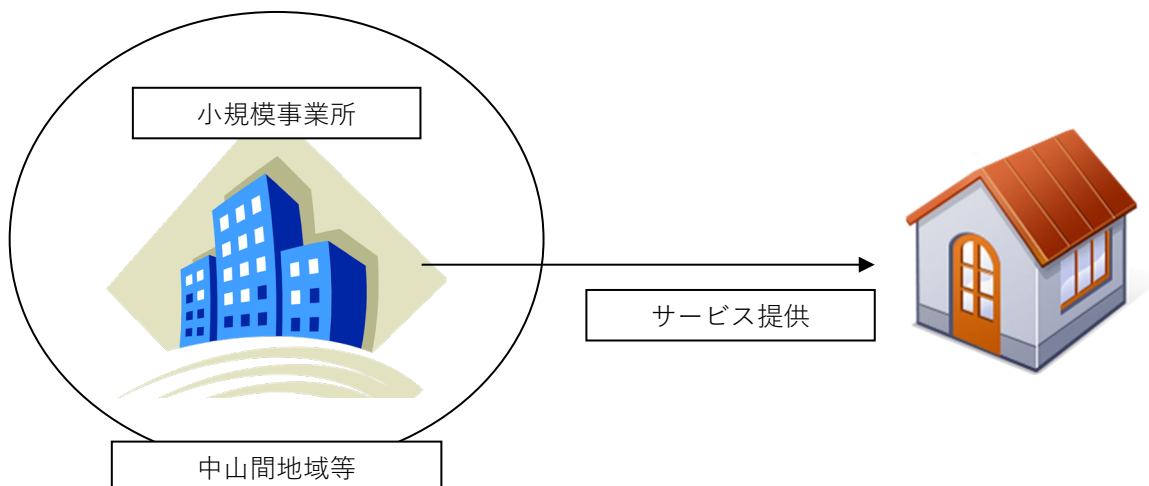 小規模事業所
サービス提供
中山間地域等